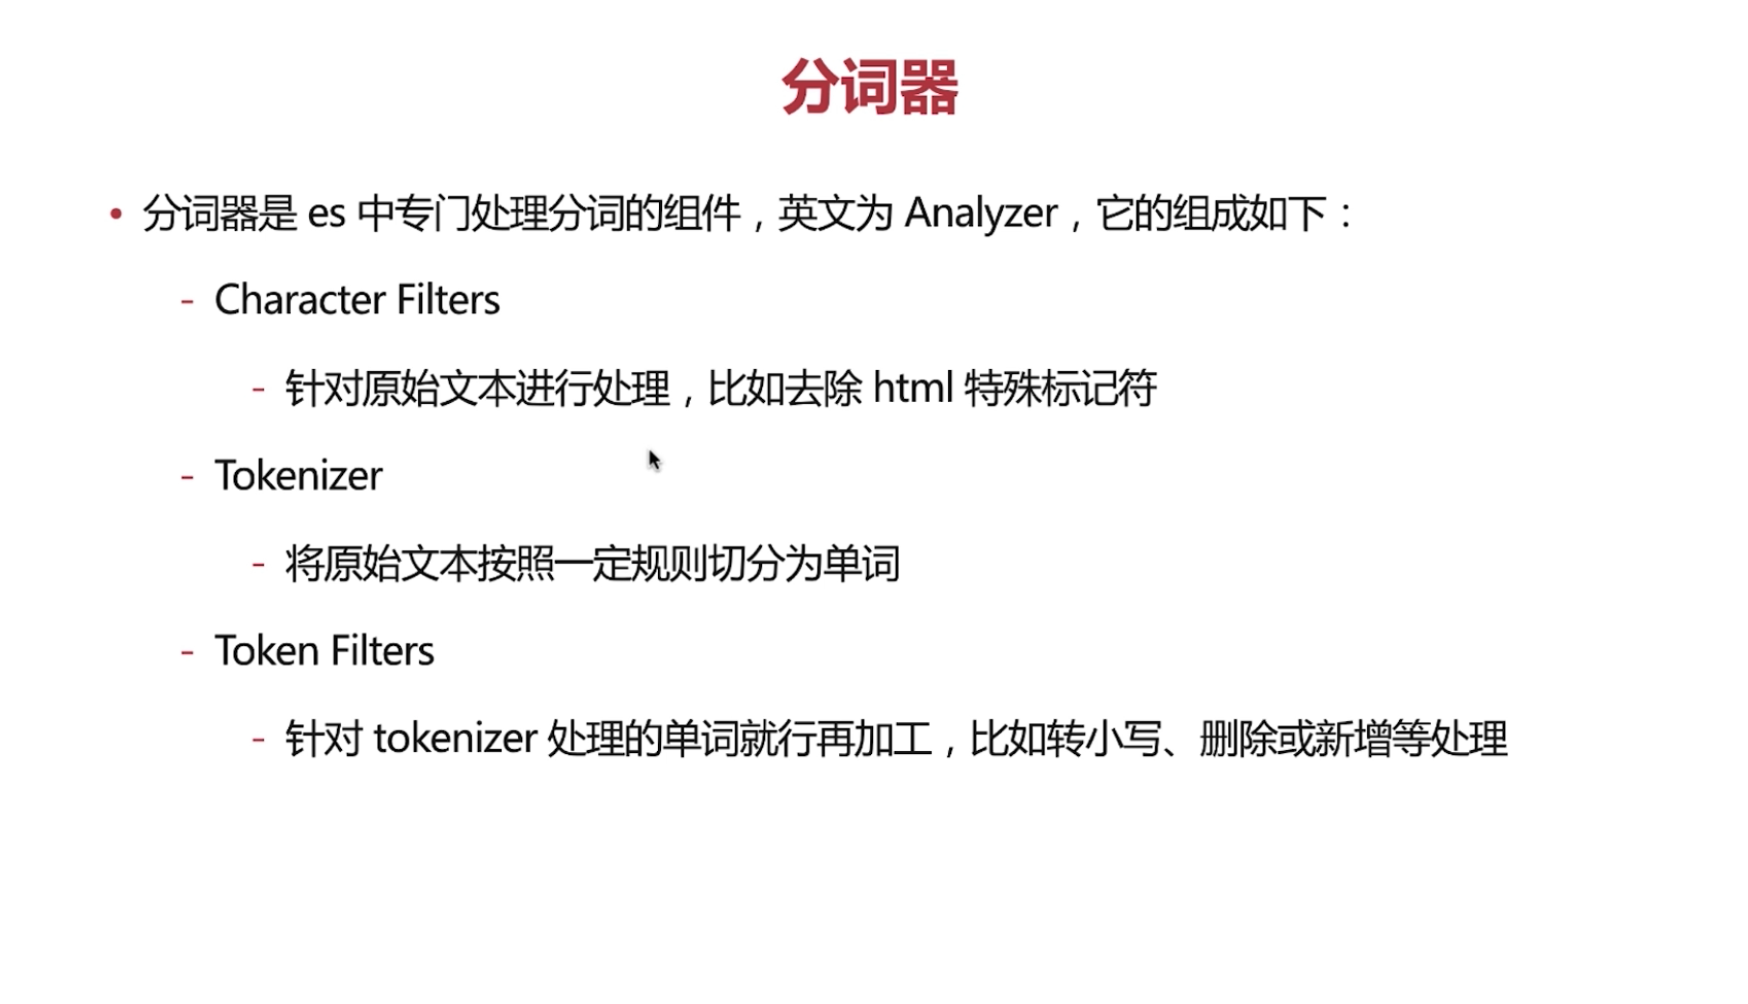 分词器
• 分词器是 es 中专门处理分词的组件，英文为 Analyzer，它的组成如下：
- Character Filters
- 针对原始文本进行处理，比如去除 html 特殊标记符
- Tokenizer
- 将原始文本按照一定规则切分为单词
- Token Filters
- 针对 tokenizer 处理的单词就行再加工，比如转小写、删除或新增等处理